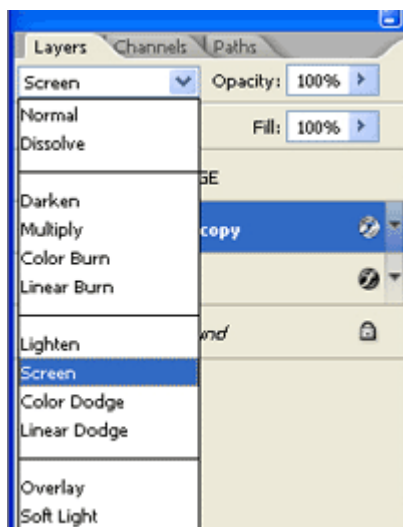 Layers Channels Paths
Screen Opacity: 100%
Normal Fill: 100%
Dissolve
GE
Darken
Multiply copy
Color Burn
Linear Burn
Lighten und
Screen
Color Dodge
Linear Dodge
Overlay
Soft Light